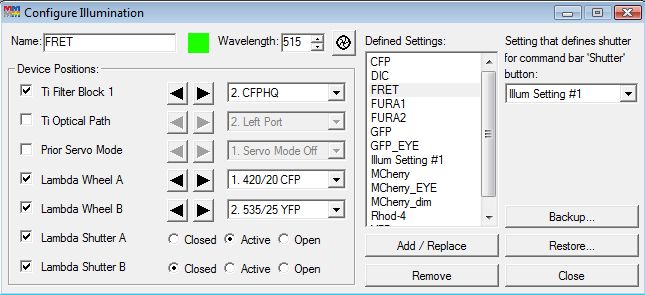 Configure Illumination
Name: FRET Wavelength: 515
Device Positions:
Ti Filter Block 1 2. CFPHQ
Ti Optical Path 2. Left Port
Prior Servo Mode 1. Servo Mode Off
Lambda Wheel A 1. 420/20 CFP
Lambda Wheel B 2. 535/25 YFP
Lambda Shutter A Closed Active Open
Lambda Shutter B Closed Active Open
Defined Settings:
CFP
DIC
FRET
FURA1
FURA2
GFP
GFP_EYE
Illum Setting #1
MCherry
MCherry_EYE
MCherry_dim
Rhod-4
Add / Replace
Remove
Setting that defines shutter
for command bar 'Shutter'
button:
Illum Setting #1
Backup...
Restore...
Close